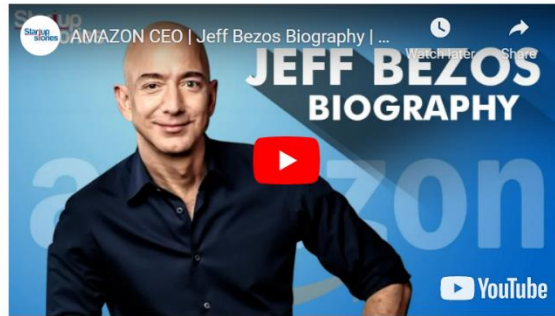 Startup
stories
AMAZON CEO | Jeff Bezos Biography | ...
Watch later
Share
JEFF BEZOS
BIOGRAPHY
amazon
YouTube